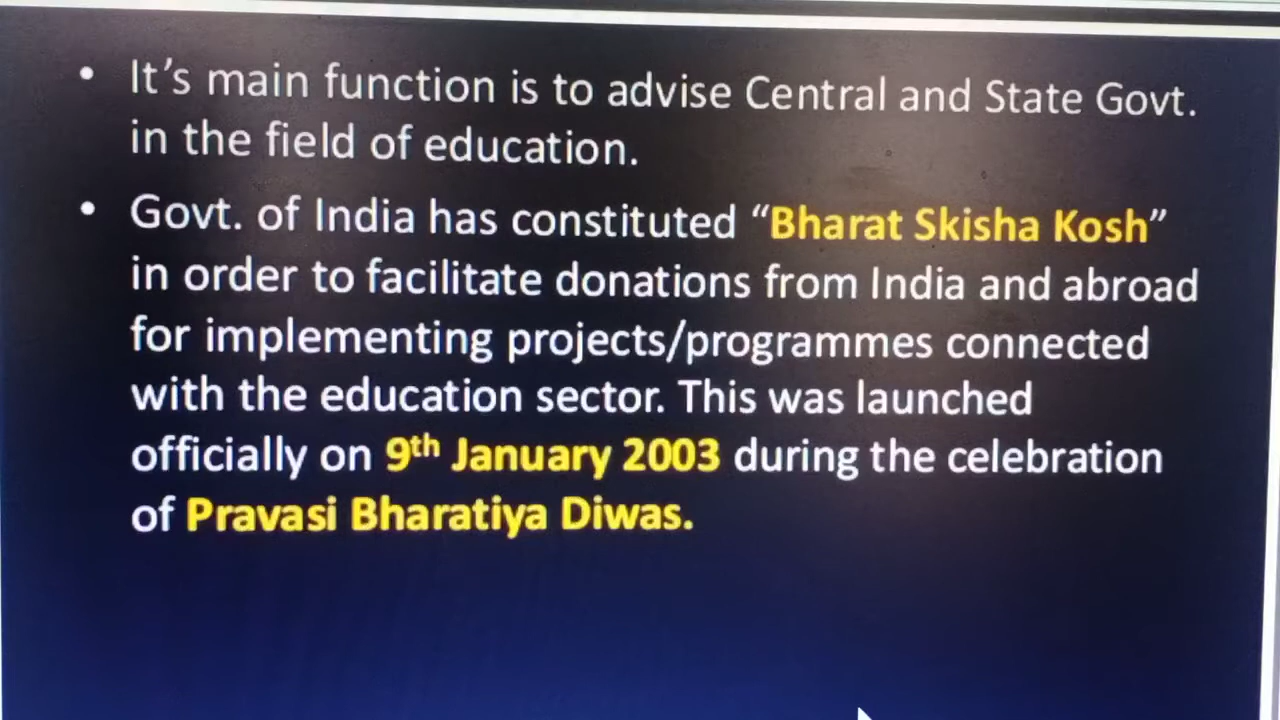 • It's main function is to advise Central and State Govt.
in the field of education.
• Govt. of India has constituted “Bharat Skisha Kosh”
in order to facilitate donations from India and abroad
for implementing projects/programmes connected
with the education sector. This was launched
officially on 9th January 2003 during the celebration
of Pravasi Bharatiya Diwas.